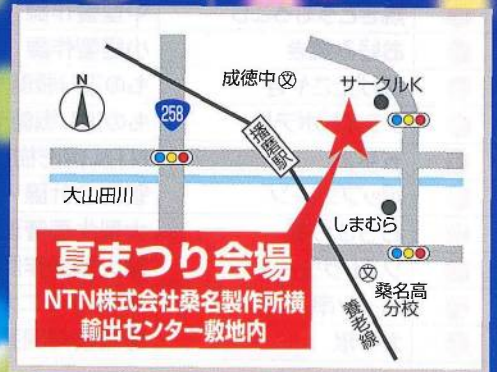 N
258
成徳中
文
サークルK
播磨駅
大山田川
しまむら
夏まつり会場
NTN株式会社桑名製作所横
輸出センター敷地内
文
桑名高
分校
養老線